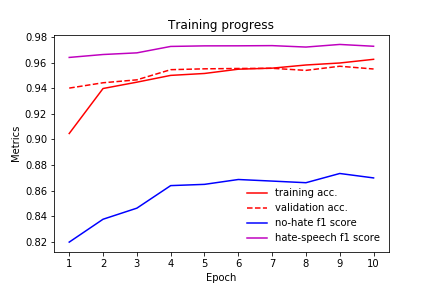 Training progress
0.98
0.96
0.94
0.92
0.90
0.88
0.86
0.84
0.82
Metrics
training acc.
validation acc.
no-hate f1 score
hate-speech f1 score
1 2 3 4 5 6 7 8 9 10
Epoch